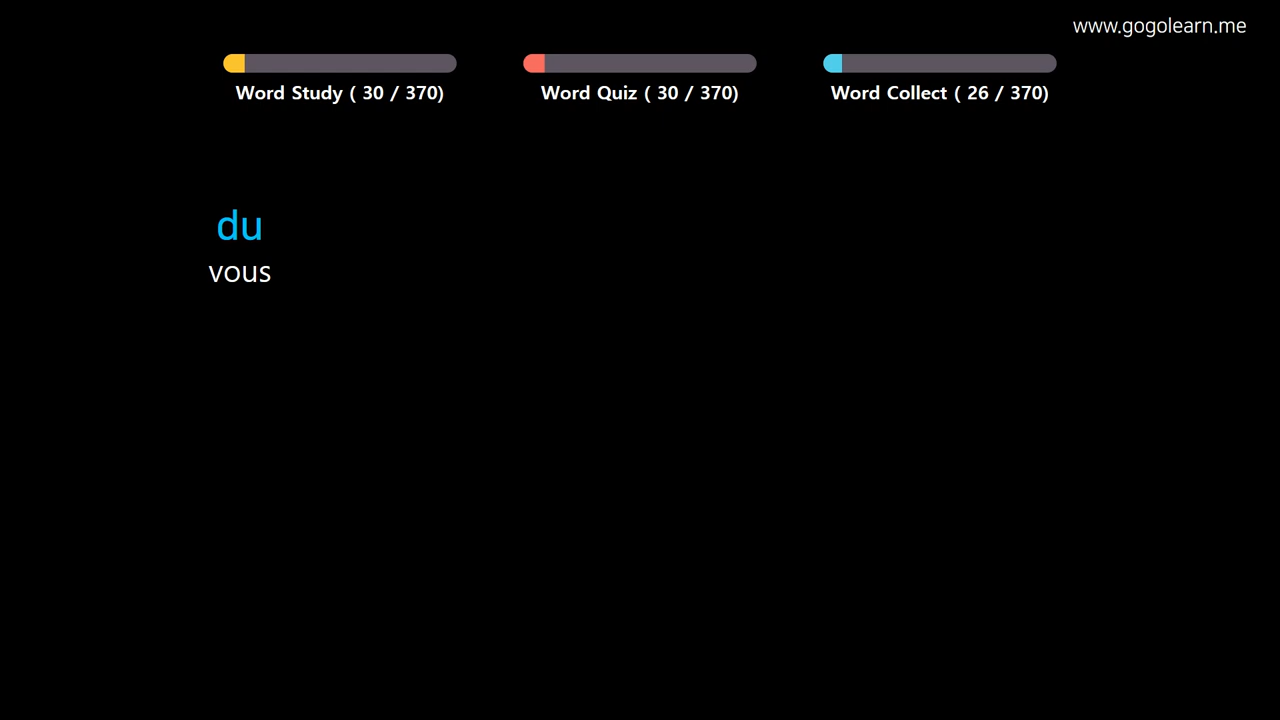 www.gogolearn.me
Word Study ( 30 / 370)
Word Quiz ( 30 / 370)
Word Collect ( 26 / 370)
du
vous